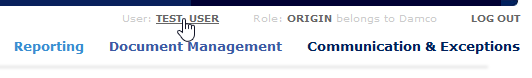 User: TEST_USER Role: ORIGIN belongs to Damco LOG OUT
Reporting Document Management Communication & Exceptions